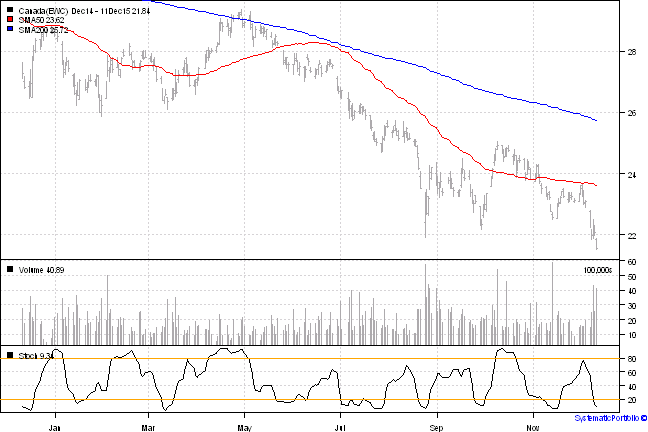 Canada(EWC) Dec14 - 11Dec15 21.84
SMA50 23.62
SMA200 25.72
28
26
24
22
Volume 40.89
100,000s
60
50
40
30
20
10
Stoch 9.34
80
60
40
20
Jan Mar May Jul Sep Nov
SystematicPortfolio ©